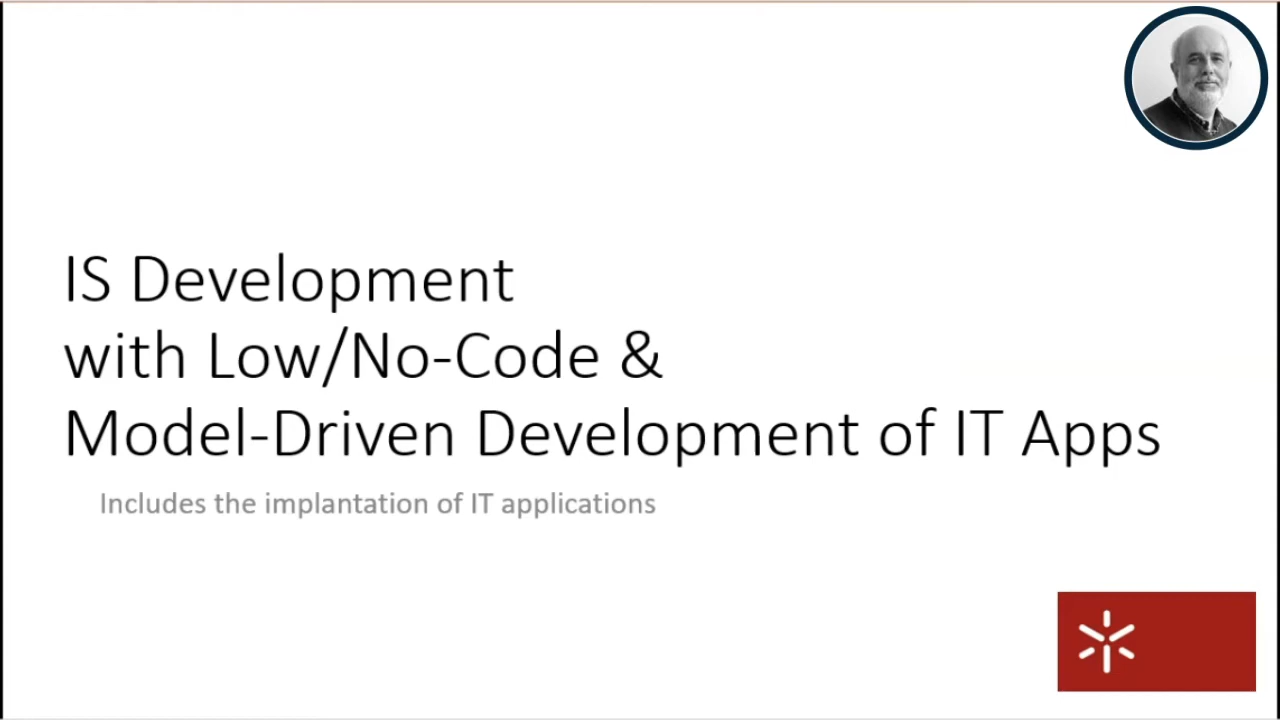 IS Development
with Low/No-Code &
Model-Driven Development of IT Apps
Includes the implantation of IT applications